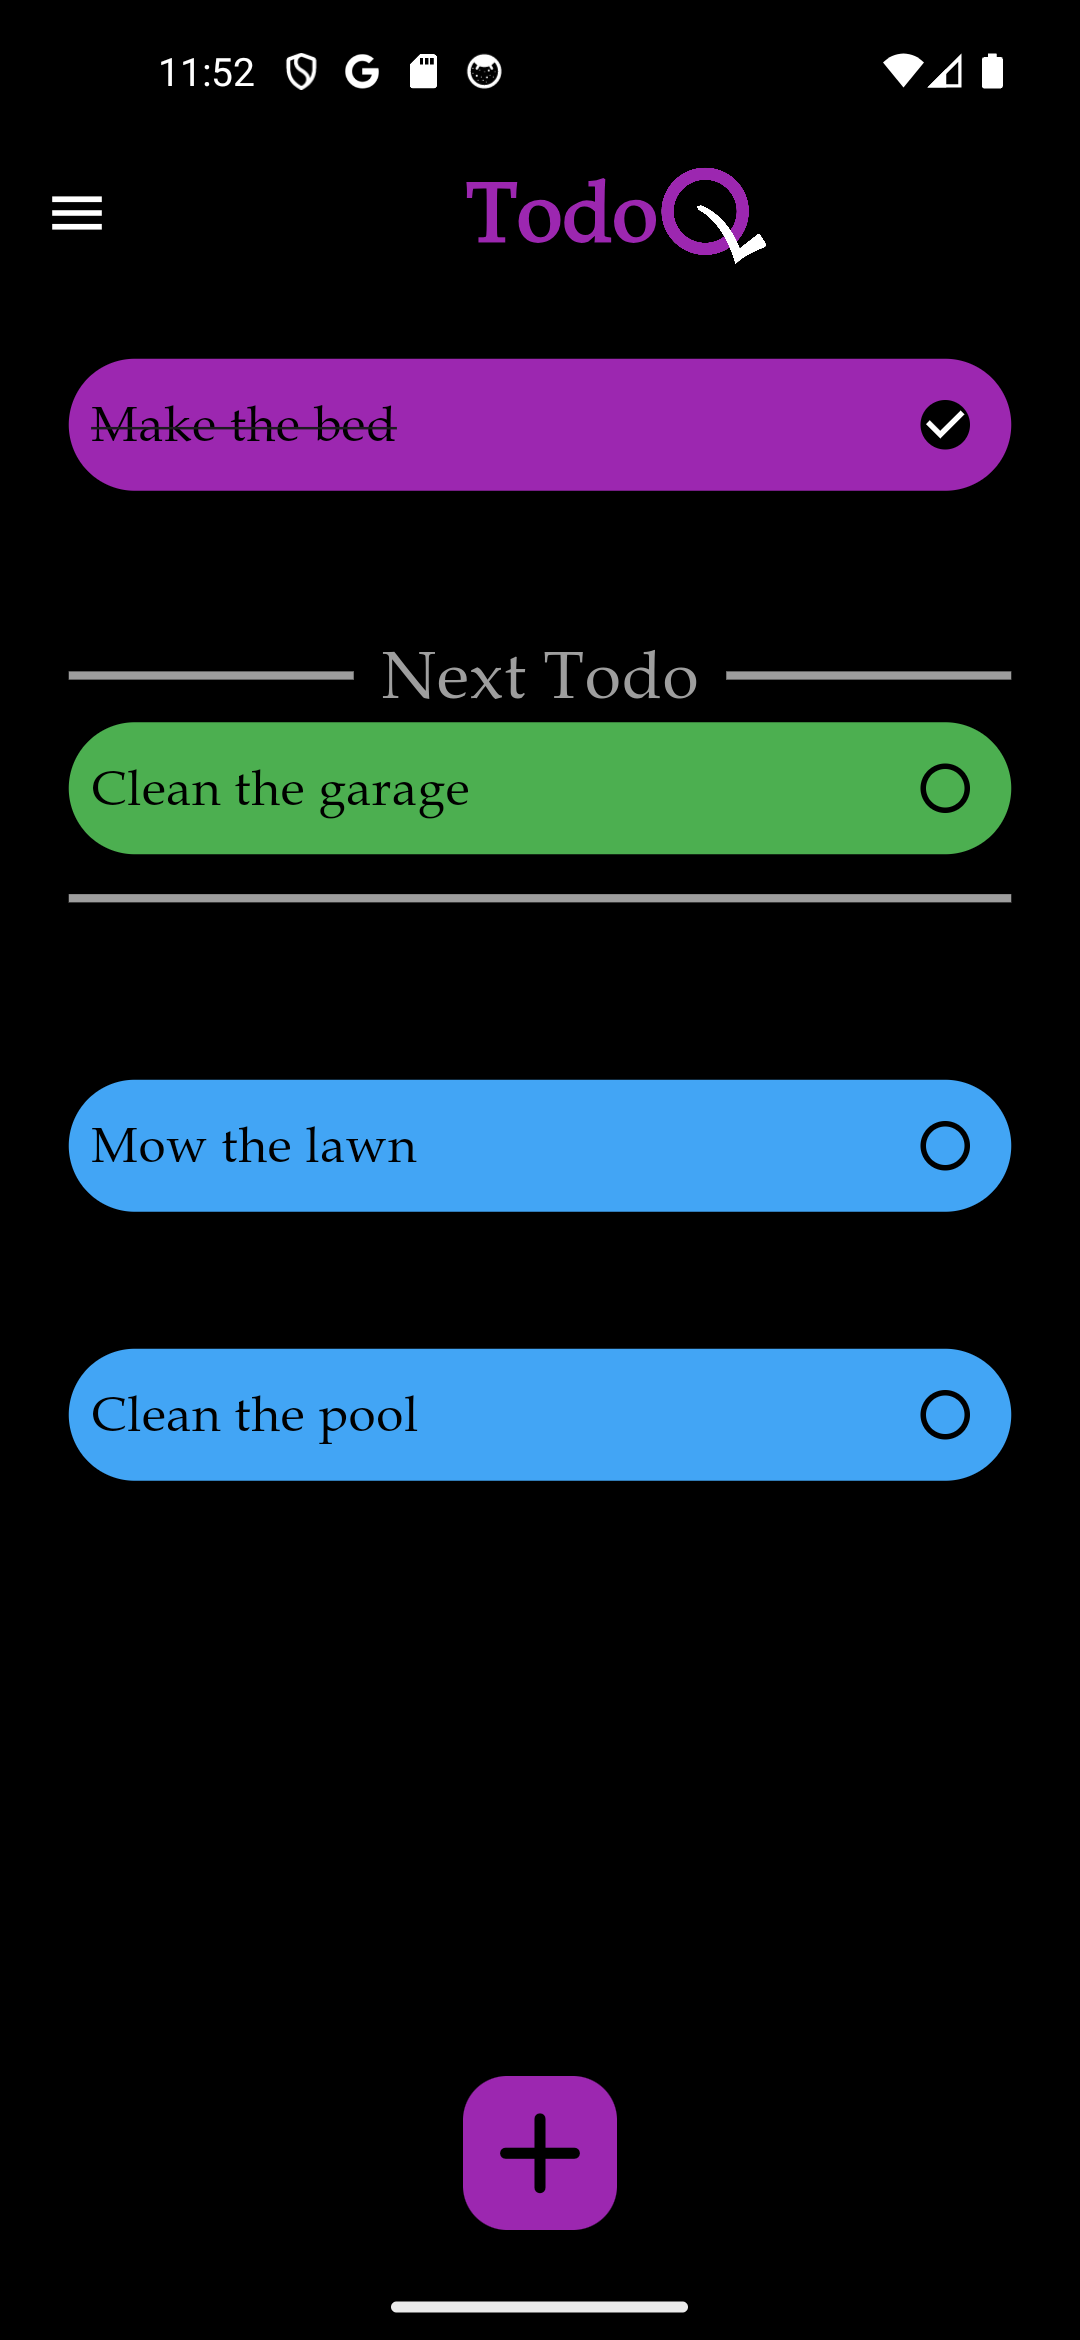 11:52
TodoQ
Make the bed
Next Todo
Clean the garage
Mow the lawn
Clean the pool